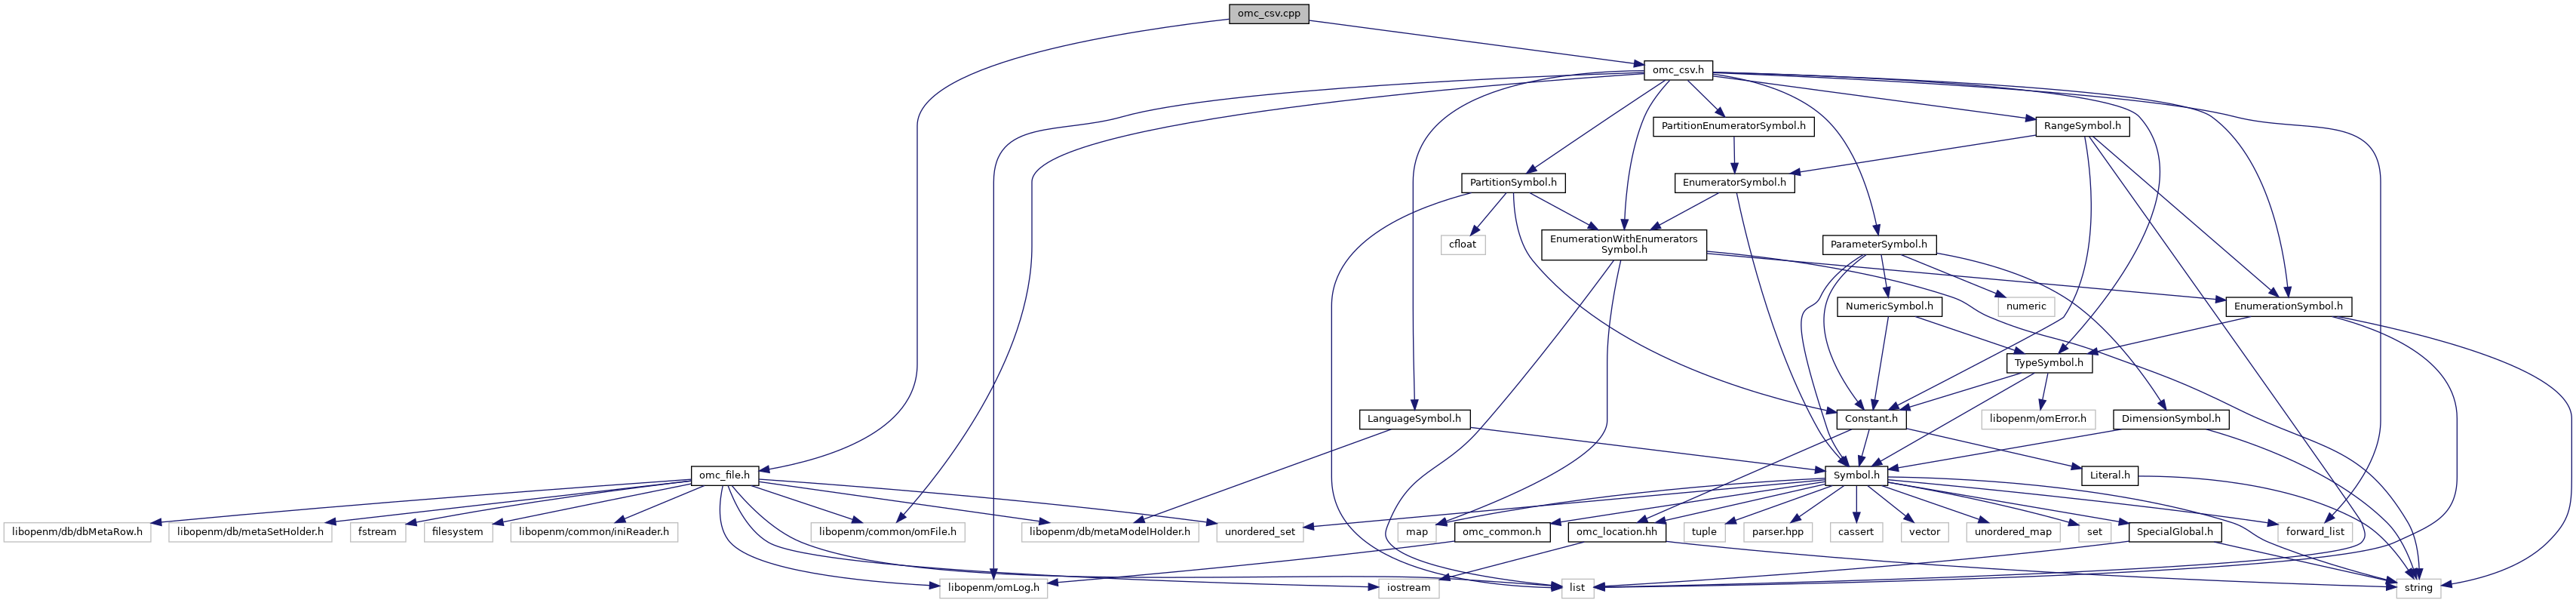 omc_csv.cpp
omc_csv.h
PartitionEnumeratorSymbol.h
RangeSymbol.h
PartitionSymbol.h
EnumeratorSymbol.h
cfloat
EnumerationWithEnumerators
Symbol.h
ParameterSymbol.h
NumericSymbol.h
numeric
EnumerationSymbol.h
TypeSymbol.h
LanguageSymbol.h
Constant.h
libopenm/omError.h
DimensionSymbol.h
omc_file.h
Symbol.h
Literal.h
libopenm/db/dbMetaRow.h
libopenm/db/metaSetHolder.h
fstream
filesystem
libopenm/common/iniReader.h
libopenm/common/omFile.h
libopenm/db/metaModelHolder.h
unordered_set
map
omc_common.h
omc_location.hh
tuple
parser.hpp
cassert
vector
unordered_map
set
SpecialGlobal.h
forward_list
libopenm/omLog.h
iostream
list
string